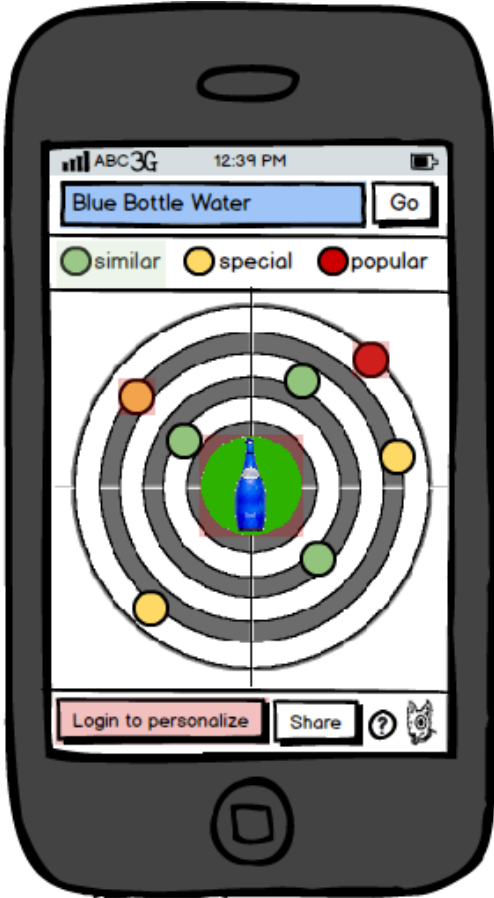 ABC 3G 12:39 PM
Blue Bottle Water Go
similar special popular
Login to personalize Share ?